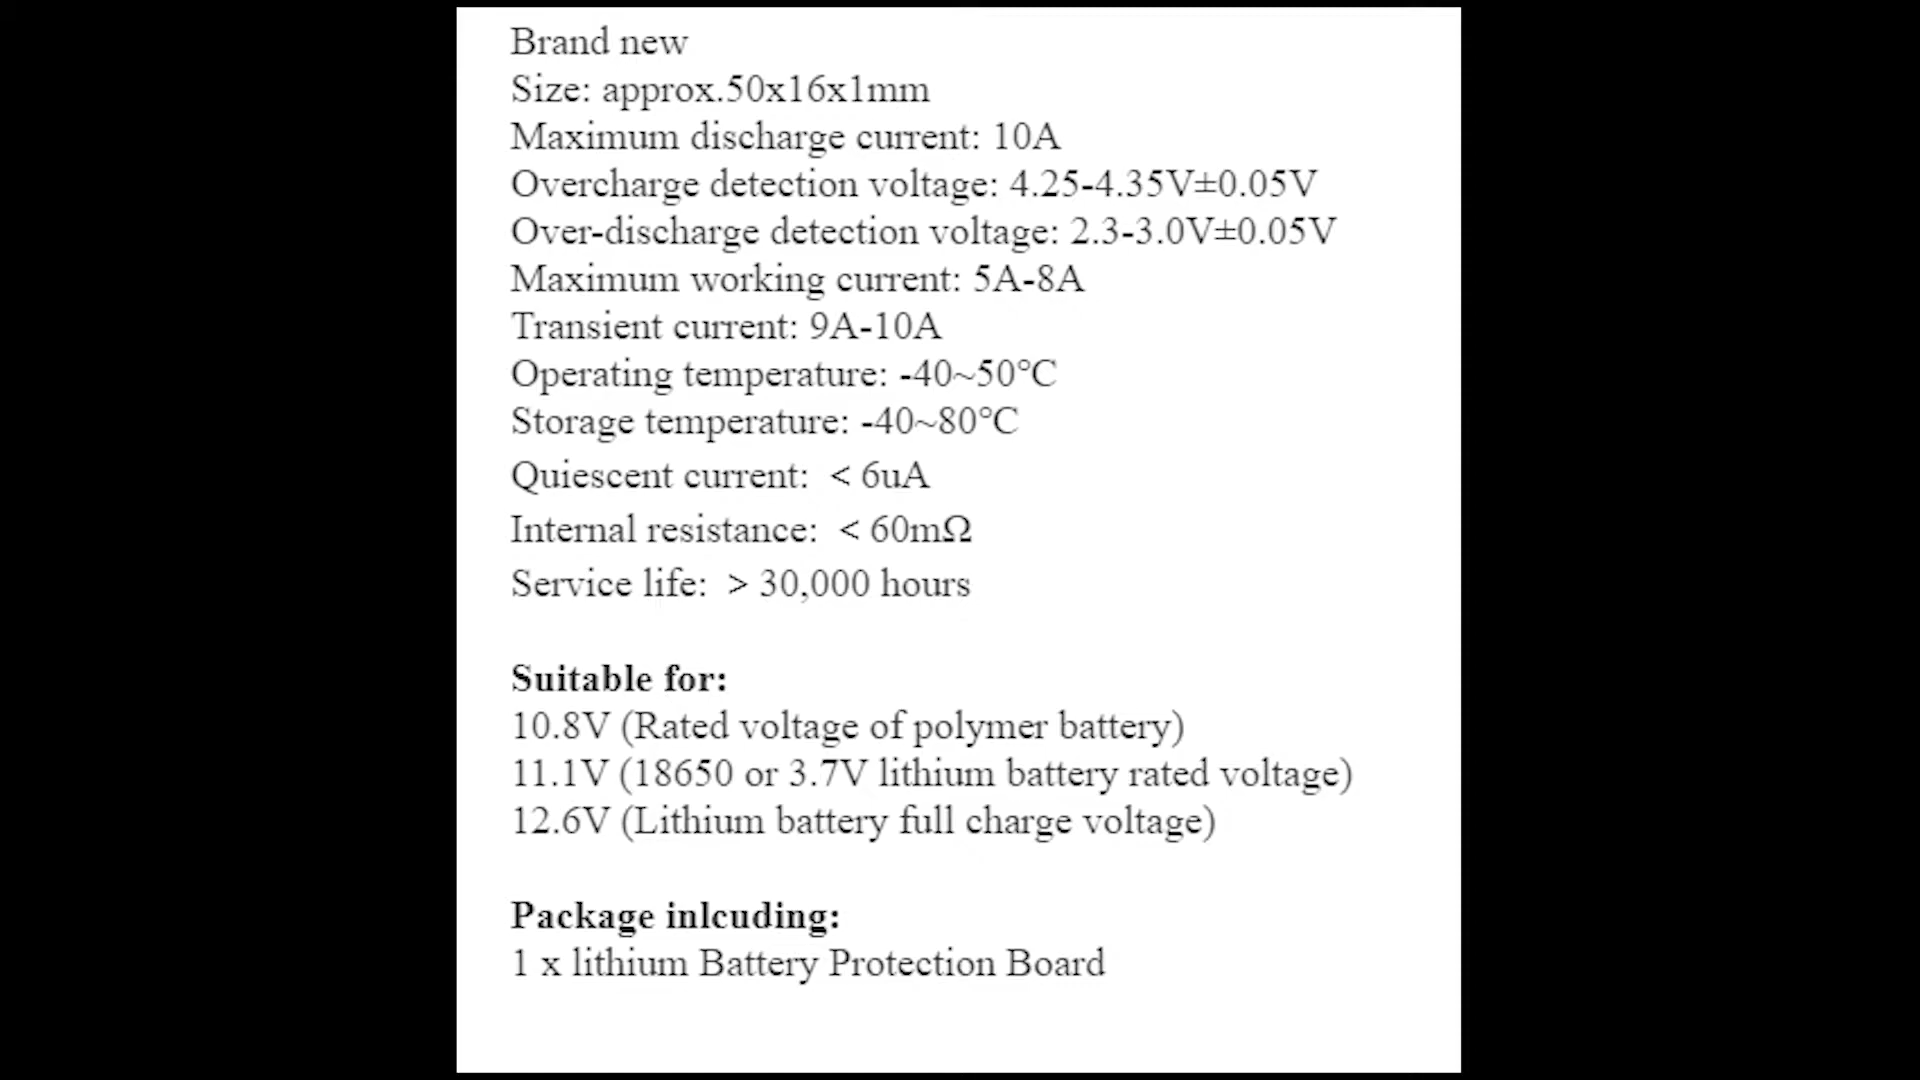 Brand new
Size: approx.50x16x1mm
Maximum discharge current: 10A
Overcharge detection voltage: 4.25-4.35V±0.05V
Over-discharge detection voltage: 2.3-3.0V±0.05V
Maximum working current: 5A-8A
Transient current: 9A-10A
Operating temperature: -40~50°C
Storage temperature: -40~80°C
Quiescent current: < 6uA
Internal resistance: < 60mΩ
Service life: > 30,000 hours
Suitable for:
10.8V (Rated voltage of polymer battery)
11.1V (18650 or 3.7V lithium battery rated voltage)
12.6V (Lithium battery full charge voltage)
Package inlcuding:
1 x lithium Battery Protection Board